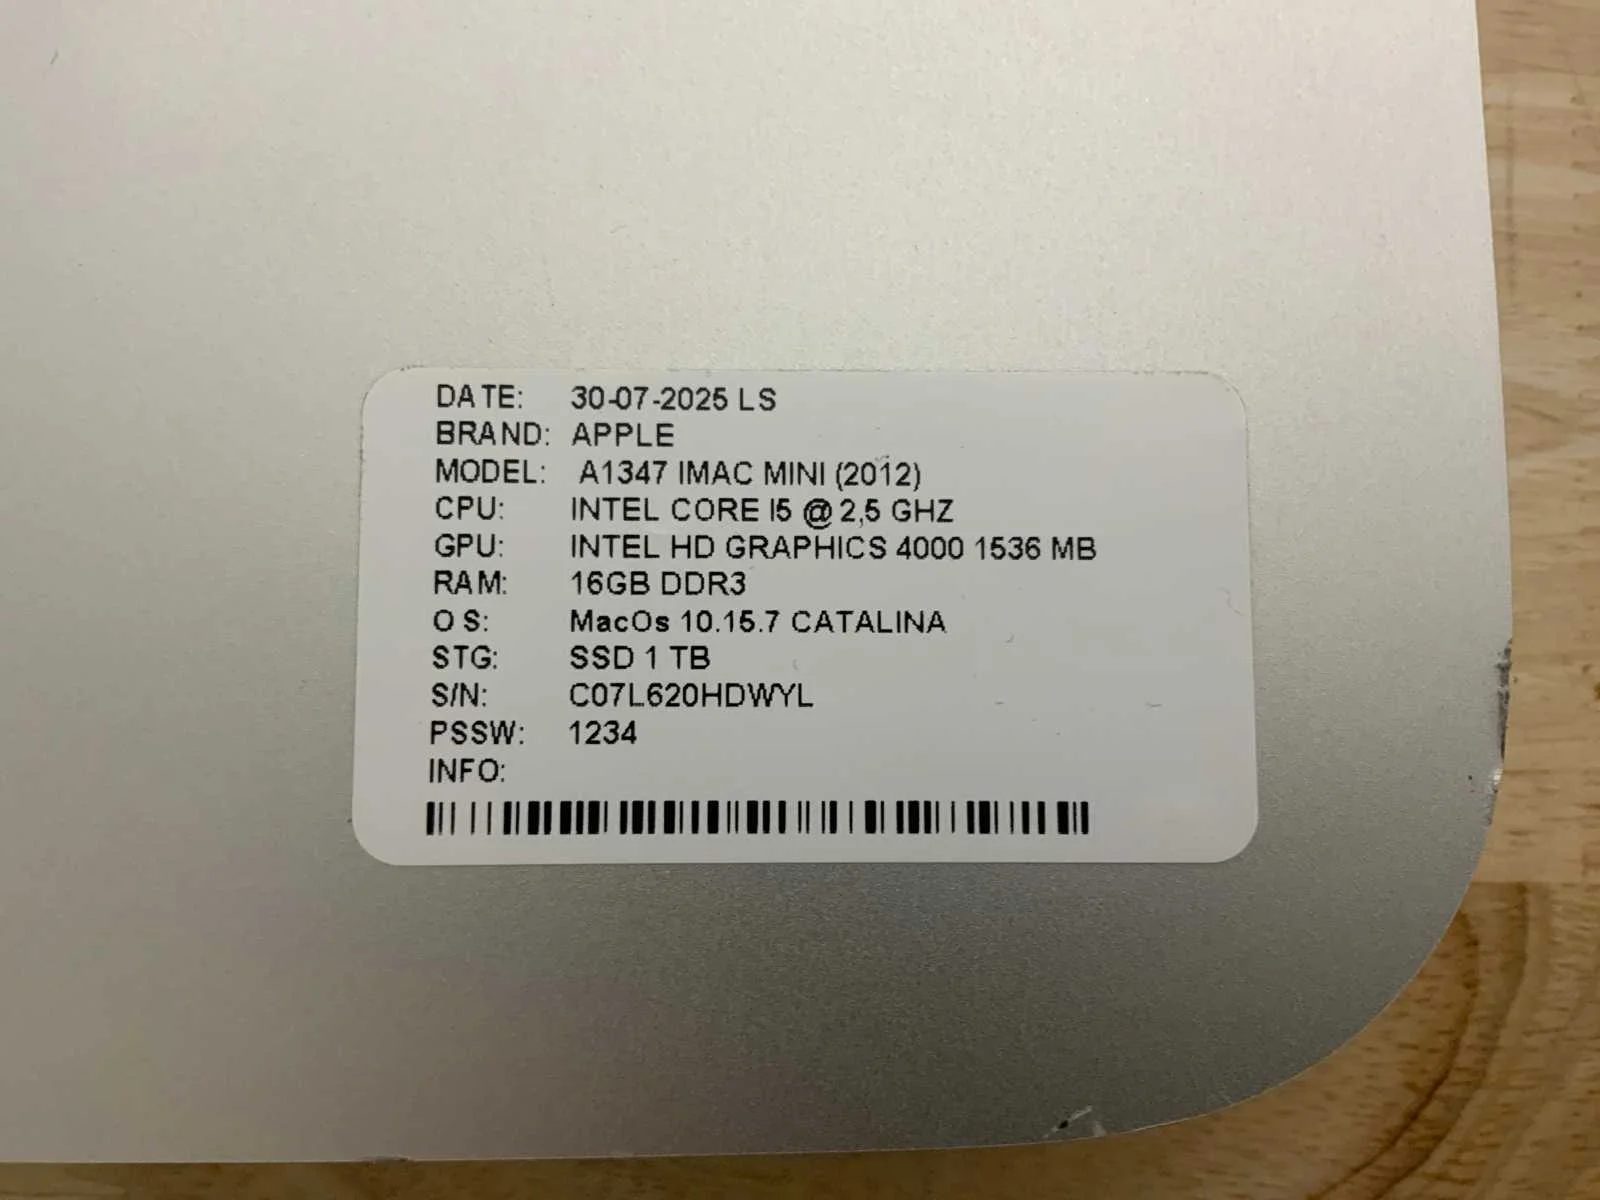 DATE: 30-07-2025 LS
BRAND: APPLE
MODEL: A1347 IMAC MINI (2012)
CPU: INTEL CORE I5 @ 2,5 GHZ
GPU: INTEL HD GRAPHICS 4000 1536 MB
RAM: 16GB DDR3
OS: MacOs 10.15.7 CATALINA
STG: SSD 1 TB
S/N: C07L620HDWYL
PSSW: 1234
INFO: